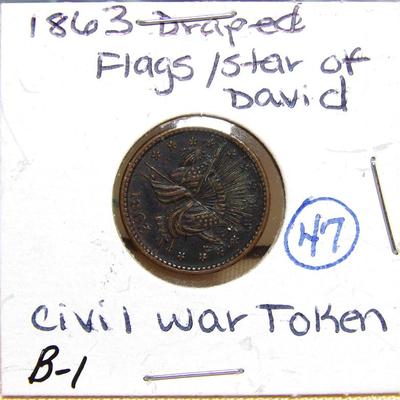 1863 Draped
Flags/Star of
David
47
Civil War Token
B-1